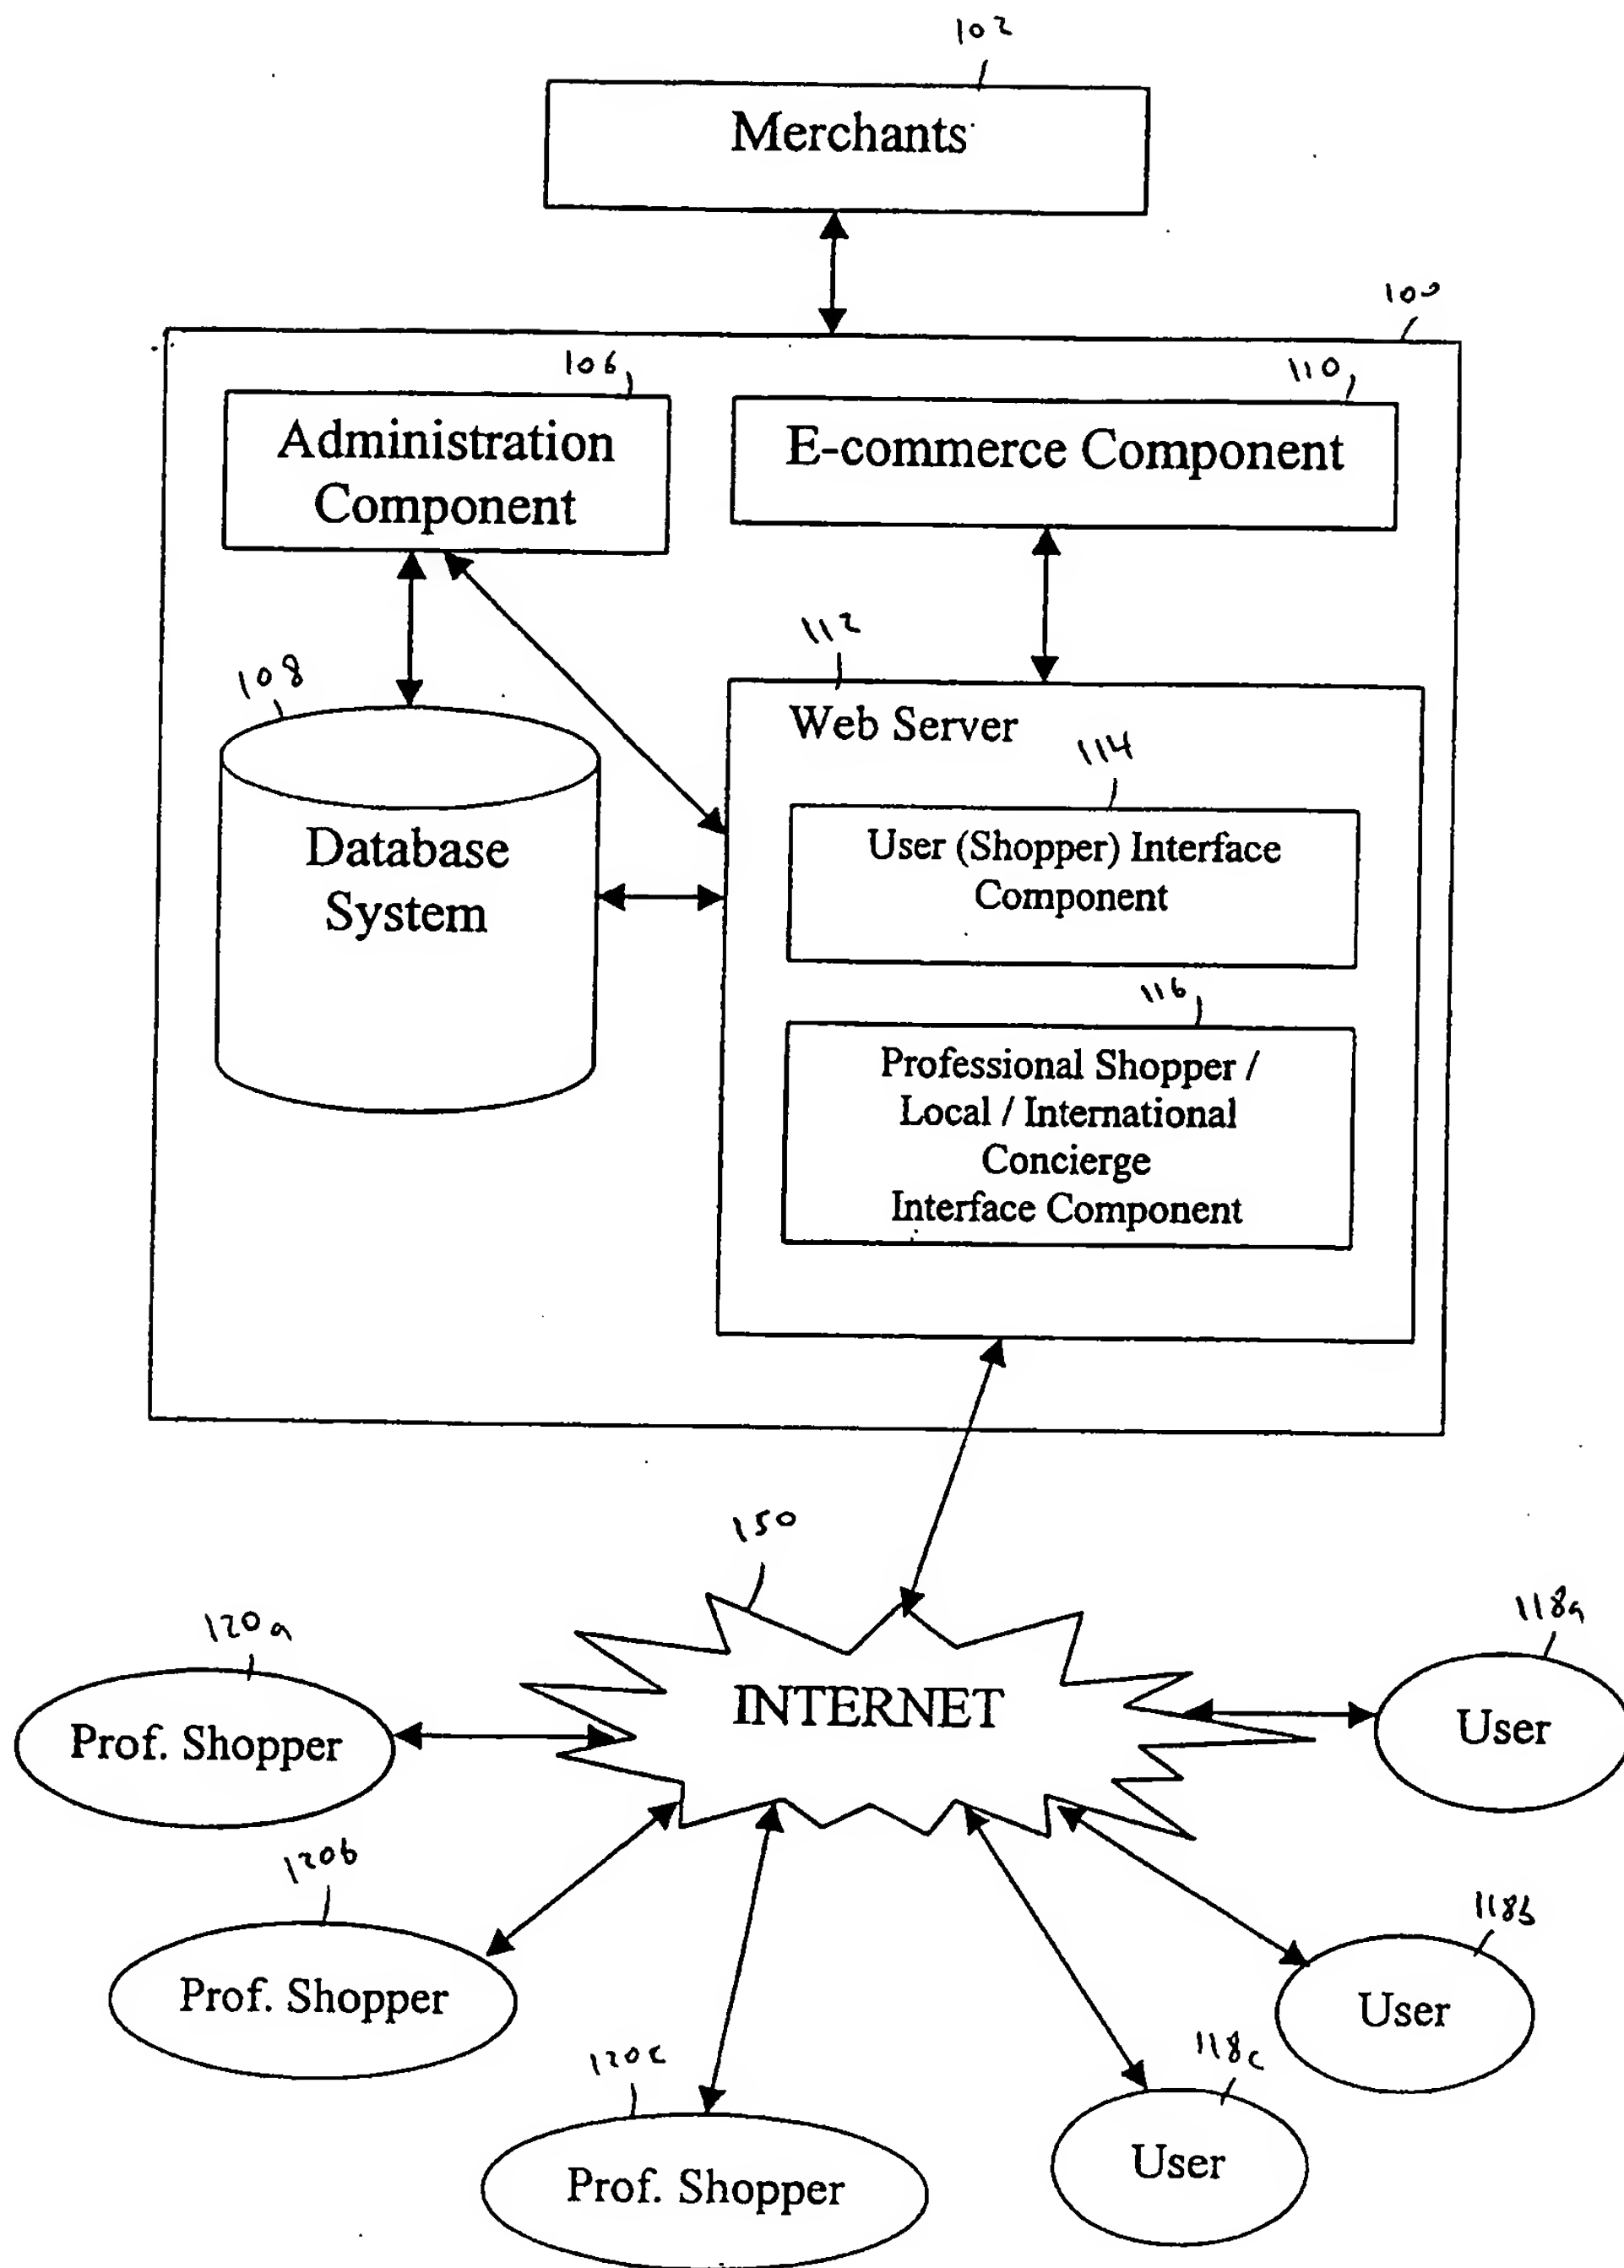 102
Merchants
100
106
110
Administration
Component
E-commerce Component
112
108
Web Server
114
Database
System
User (Shopper) Interface
Component
116
Professional Shopper /
Local / International
Concierge
Interface Component
150
120a
118a
INTERNET
Prof. Shopper
User
120b
118b
Prof. Shopper
User
120c
118c
Prof. Shopper
User